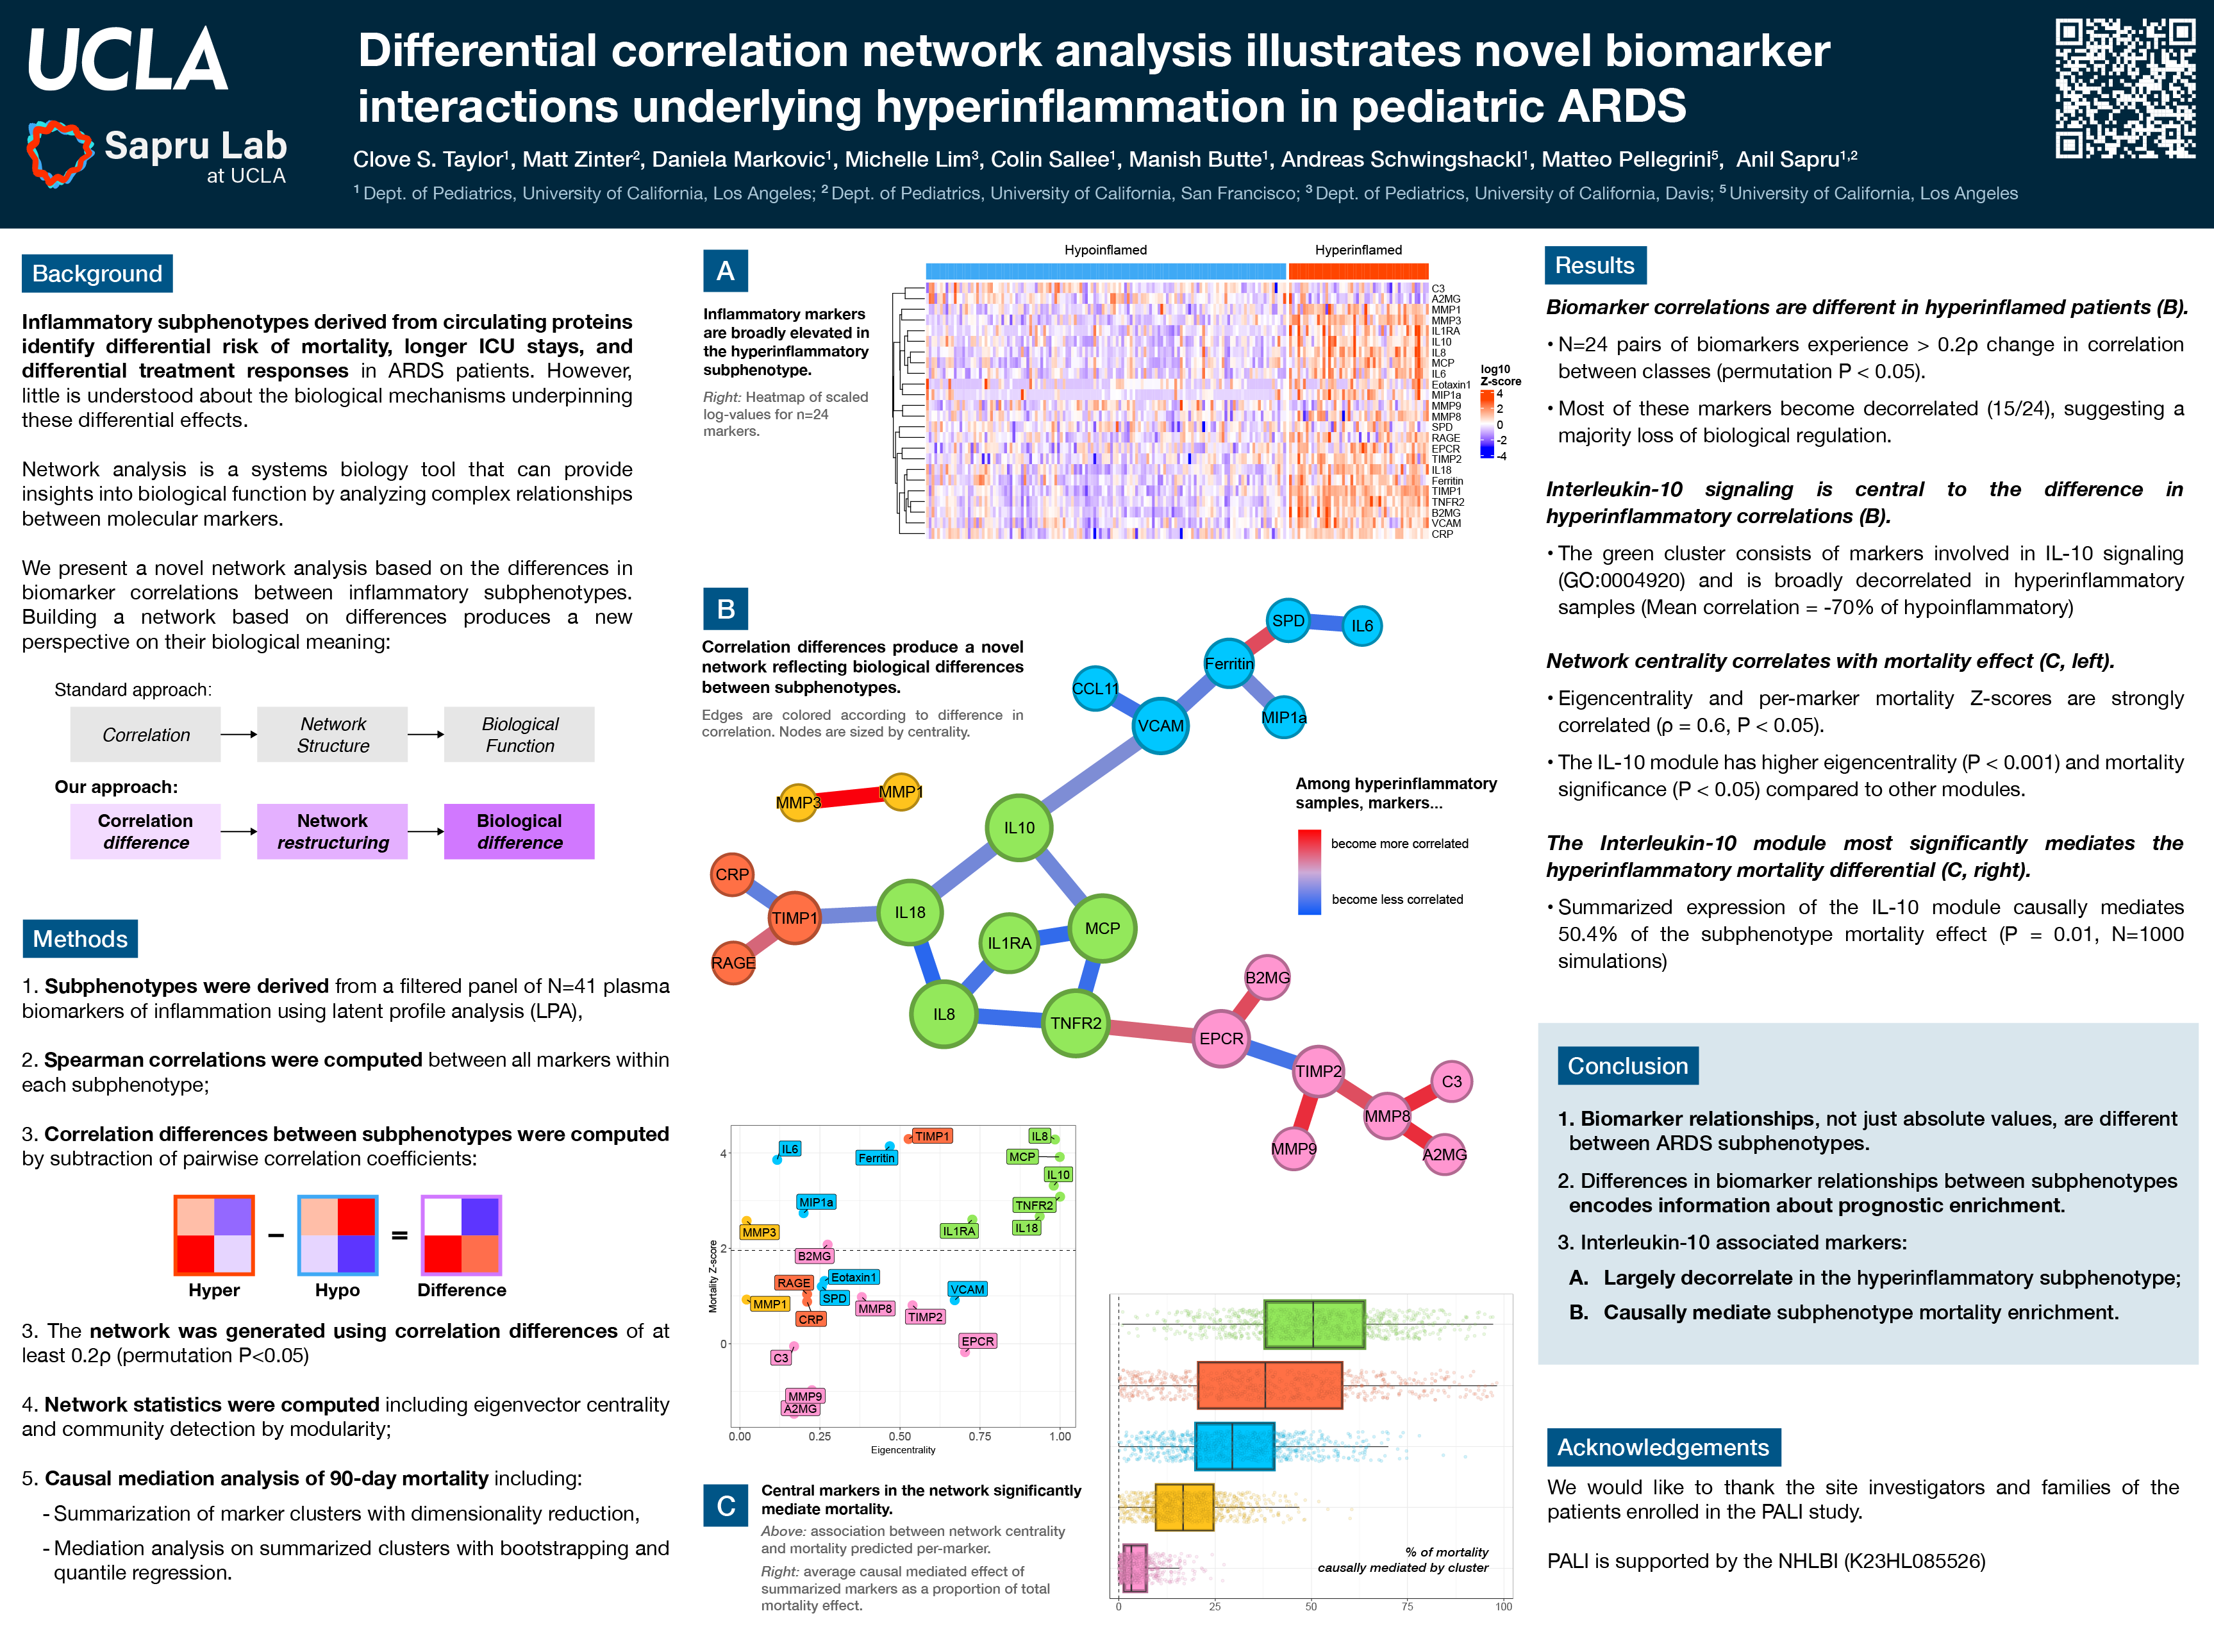 UCLA
Sapru Lab
at UCLA
Differential correlation network analysis illustrates novel biomarker
interactions underlying hyperinflammation in pediatric ARDS
Clove S. Taylor¹, Matt Zinter², Daniela Markovic¹, Michelle Lim³, Colin Sallee¹, Manish Butte¹, Andreas Schwingshackl¹, Matteo Pellegrini⁵, Anil Sapru¹,²
¹ Dept. of Pediatrics, University of California, Los Angeles; ² Dept. of Pediatrics, University of California, San Francisco; ³ Dept. of Pediatrics, University of California, Davis; ⁵ University of California, Los Angeles
Background
Inflammatory subphenotypes derived from circulating proteins
identify differential risk of mortality, longer ICU stays, and
differential treatment responses in ARDS patients. However,
little is understood about the biological mechanisms underpinning
these differential effects.
Network analysis is a systems biology tool that can provide
insights into biological function by analyzing complex relationships
between molecular markers.
We present a novel network analysis based on the differences in
biomarker correlations between inflammatory subphenotypes.
Building a network based on differences produces a new
perspective on their biological meaning:
Standard approach:
Correlation
Network
Structure
Biological
Function
Our approach:
Correlation
difference
Network
restructuring
Biological
difference
Methods
1. Subphenotypes were derived from a filtered panel of N=41 plasma
biomarkers of inflammation using latent profile analysis (LPA),
2. Spearman correlations were computed between all markers within
each subphenotype;
3. Correlation differences between subphenotypes were computed
by subtraction of pairwise correlation coefficients:
–
=
Hyper
Hypo
Difference
3. The network was generated using correlation differences of at
least 0.2ρ (permutation P<0.05)
4. Network statistics were computed including eigenvector centrality
and community detection by modularity;
5. Causal mediation analysis of 90-day mortality including:
- Summarization of marker clusters with dimensionality reduction,
- Mediation analysis on summarized clusters with bootstrapping and
quantile regression.
A
Inflammatory markers
are broadly elevated in
the hyperinflammatory
subphenotype.
Right: Heatmap of scaled
log-values for n=24
markers.
Hypoinflamed
Hyperinflamed
C3
A2MG
MMP1
MMP3
IL1RA
IL10
IL8
MCP
IL6
Eotaxin1
MIP1a
MMP9
MMP8
SPD
RAGE
EPCR
TIMP2
IL18
Ferritin
TIMP1
TNFR2
B2MG
VCAM
CRP
log10
Z-score
4
2
0
-2
-4
B
Correlation differences produce a novel
network reflecting biological differences
between subphenotypes.
Edges are colored according to difference in
correlation. Nodes are sized by centrality.
SPD
IL6
Ferritin
CCL11
VCAM
MIP1a
MMP3
MMP1
IL10
CRP
TIMP1
IL18
RAGE
IL1RA
MCP
IL8
TNFR2
B2MG
EPCR
TIMP2
C3
MMP8
MMP9
A2MG
Among hyperinflammatory
samples, markers...
become more correlated
become less correlated
Mortality Z-score
4
2
0
IL6
Ferritin
TIMP1
IL8
MCP
IL10
MIP1a
TNFR2
MMP3
IL1RA
IL18
B2MG
RAGE
Eotaxin1
SPD
VCAM
MMP1
CRP
MMP8
TIMP2
EPCR
C3
MMP9
A2MG
0.00
0.25
0.50
0.75
1.00
Eigencentrality
C
Central markers in the network significantly
mediate mortality.
Above: association between network centrality
and mortality predicted per-marker.
Right: average causal mediated effect of
summarized markers as a proportion of total
mortality effect.
% of mortality
causally mediated by cluster
0
25
50
75
100
Results
Biomarker correlations are different in hyperinflamed patients (B).
• N=24 pairs of biomarkers experience > 0.2ρ change in correlation
between classes (permutation P < 0.05).
• Most of these markers become decorrelated (15/24), suggesting a
majority loss of biological regulation.
Interleukin-10 signaling is central to the difference in
hyperinflammatory correlations (B).
• The green cluster consists of markers involved in IL-10 signaling
(GO:0004920) and is broadly decorrelated in hyperinflammatory
samples (Mean correlation = -70% of hypoinflammatory)
Network centrality correlates with mortality effect (C, left).
• Eigencentrality and per-marker mortality Z-scores are strongly
correlated (ρ = 0.6, P < 0.05).
• The IL-10 module has higher eigencentrality (P < 0.001) and mortality
significance (P < 0.05) compared to other modules.
The Interleukin-10 module most significantly mediates the
hyperinflammatory mortality differential (C, right).
• Summarized expression of the IL-10 module causally mediates
50.4% of the subphenotype mortality effect (P = 0.01, N=1000
simulations)
Conclusion
1. Biomarker relationships, not just absolute values, are different
between ARDS subphenotypes.
2. Differences in biomarker relationships between subphenotypes
encodes information about prognostic enrichment.
3. Interleukin-10 associated markers:
A. Largely decorrelate in the hyperinflammatory subphenotype;
B. Causally mediate subphenotype mortality enrichment.
Acknowledgements
We would like to thank the site investigators and families of the
patients enrolled in the PALI study.
PALI is supported by the NHLBI (K23HL085526)